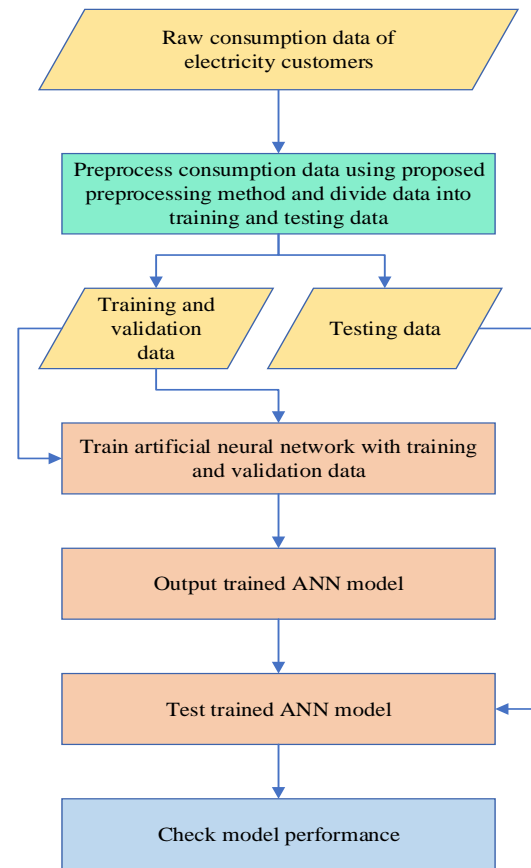 Raw consumption data of
electricity customers
Preprocess consumption data using proposed
preprocessing method and divide data into
training and testing data
Training and
validation
data
Testing data
Train artificial neural network with training
and validation data
Output trained ANN model
Test trained ANN model
Check model performance